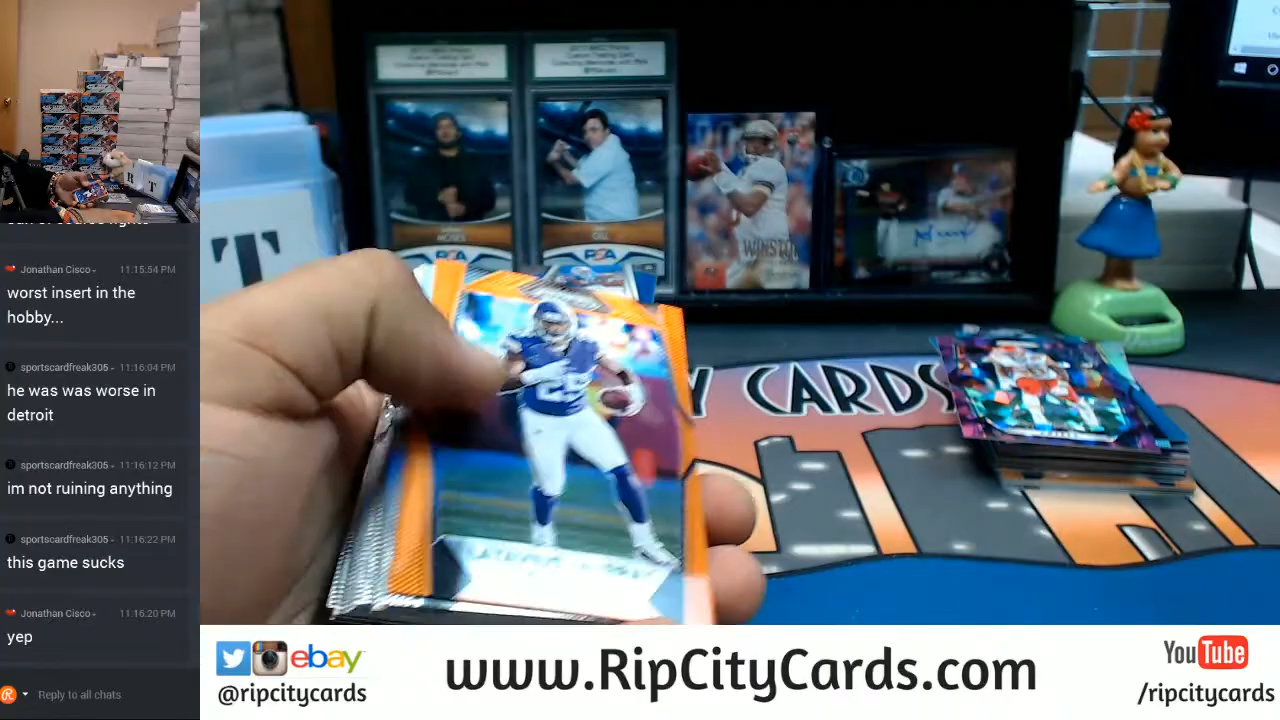 Jonathan Cisco 11:15:54 PM
worst insert in the
hobby...
sportscardfreak305 11:16:04 PM
he was was worse in
detroit
sportscardfreak305 11:16:12 PM
im not ruining anything
sportscardfreak305 11:16:22 PM
this game sucks
Jonathan Cisco 11:16:20 PM
yep
Reply to all chats
R T
T
MOSES
GILL
PSA
PSA
WINSTON
25
Y CARDS
ebay
@ripcitycards
www.RipCityCards.com
YouTube
/ripcitycards